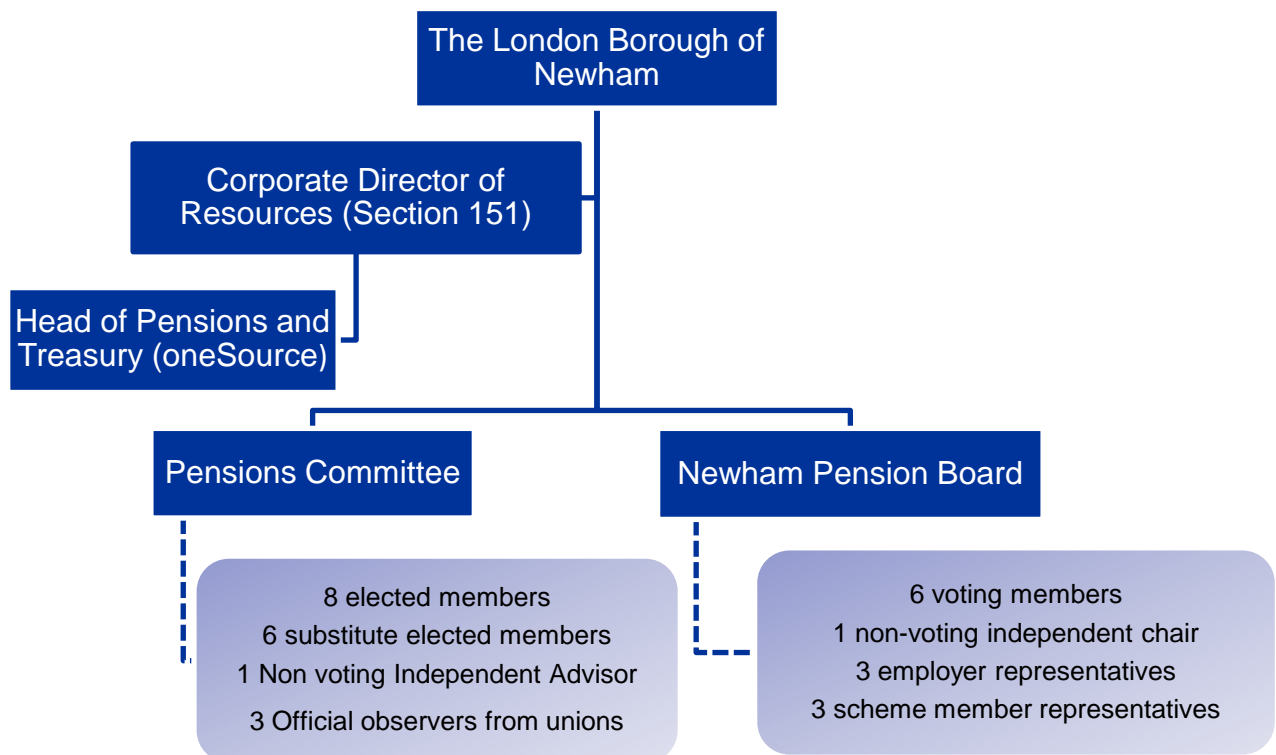 The London Borough of
Newham
Corporate Director of
Resources (Section 151)
Head of Pensions and
Treasury (oneSource)
Pensions Committee
Newham Pension Board
8 elected members
6 substitute elected members
1 Non voting Independent Advisor
3 Official observers from unions
6 voting members
1 non-voting independent chair
3 employer representatives
3 scheme member representatives